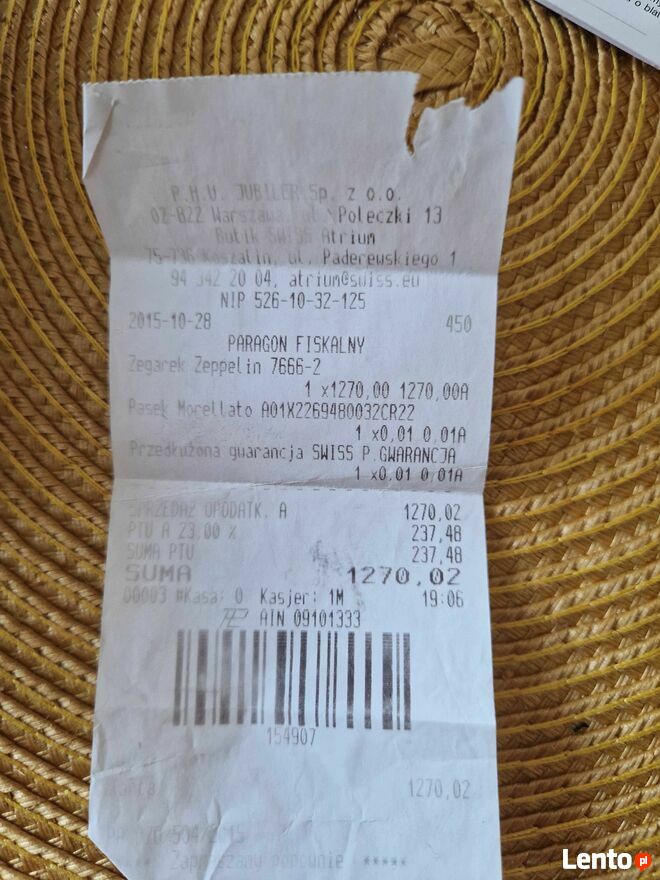 o blat
P.H.U. JUBILER Sp. z o.o.
02-822 Warszawa, ul. Poleczki 13
Butik SWISS Atrium
75-736 Koszalin, ul. Paderewskiego 1
94 342 20 04, atrium@swiss.eu
NIP 526-10-32-125
2015-10-28 450
PARAGON FISKALNY
Zegarek Zeppelin 7666-2
1 x1270,00 1270,00A
Pasek Morellato A01X2269480032CR22
1 x0,01 0,01A
Przedłużona gwarancja SWISS P.GWARANCJA
1 x0,01 0,01A
SPRZEDAŻ OPODATK. A 1270,02
PTU A 23,00 % 237,48
SUMA PTU 237,48
SUMA 1270,02
00003 #Kasa: 0 Kasjer: 1M 19:06
AIN 09101333
154907
Karta 1270,02
504/2015
Zapraszamy ponownie *****
Lento.pl